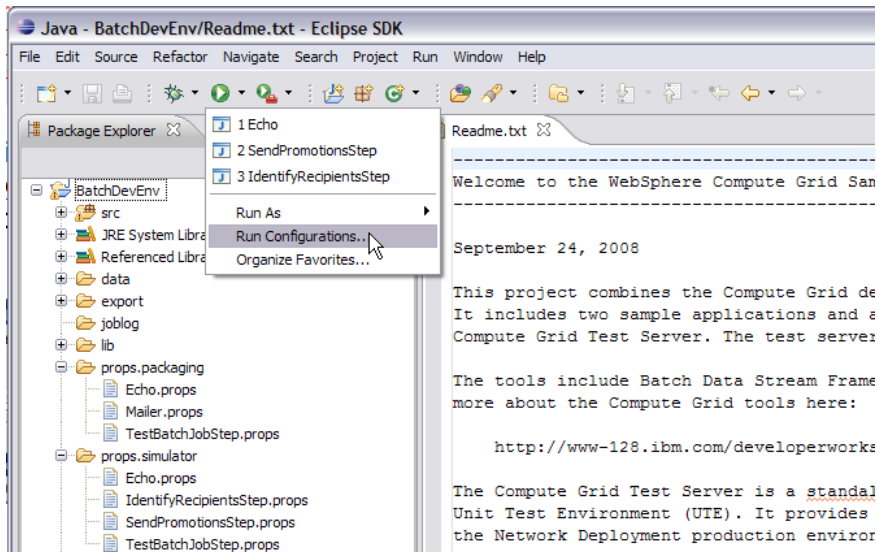 Java - BatchDevEnv/Readme.txt - Eclipse SDK
File Edit Source Refactor Navigate Search Project Run Window Help
Package Explorer
BatchDevEnv
src
JRE System Libra
Referenced Libra
data
export
joblog
lib
props.packaging
Echo.props
Mailer.props
TestBatchJobStep.props
props.simulator
Echo.props
IdentifyRecipientsStep.props
SendPromotionsStep.props
TestBatchJobStep.props
1 Echo
2 SendPromotionsStep
3 IdentifyRecipientsStep
Run As
Run Configurations...
Organize Favorites...
Readme.txt
------------------------------------------------
Welcome to the WebSphere Compute Grid Sam
------------------------------------------------
September 24, 2008
This project combines the Compute Grid de
It includes two sample applications and a
Compute Grid Test Server. The test server
The tools include Batch Data Stream Frame
more about the Compute Grid tools here:
http://www-128.ibm.com/developerworks
The Compute Grid Test Server is a standal
Unit Test Environment (UTE). It provides
the Network Deployment production environ